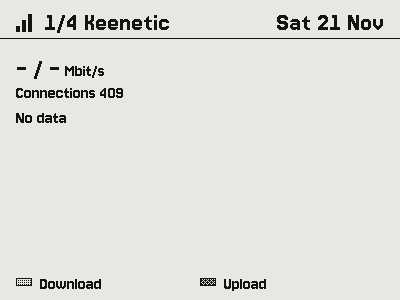 1/4 Keenetic Sat 21 Nov
- / - Mbit/s
Connections 409
No data
Download Upload